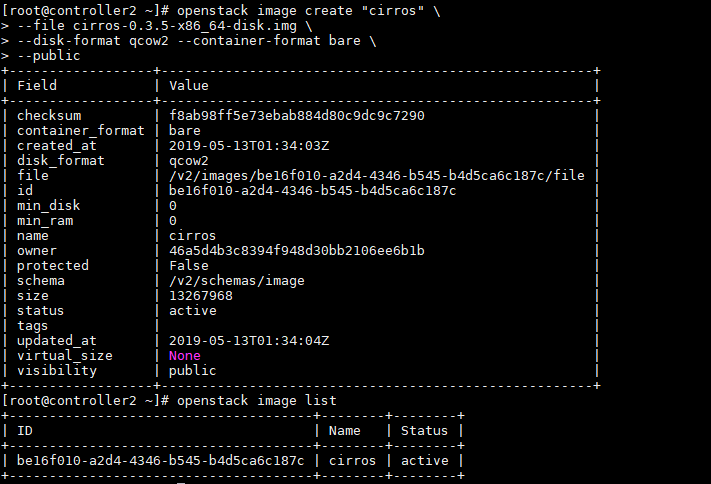 [root@controller2 ~]# openstack image create "cirros" \
> --file cirros-0.3.5-x86_64-disk.img \
> --disk-format qcow2 --container-format bare \
> --public
+------------------+------------------------------------------------------+
| Field            | Value                                                |
+------------------+------------------------------------------------------+
| checksum         | f8ab98ff5e73ebab884d80c9dc9c7290                     |
| container_format | bare                                                 |
| created_at       | 2019-05-13T01:34:03Z                                 |
| disk_format      | qcow2                                                |
| file             | /v2/images/be16f010-a2d4-4346-b545-b4d5ca6c187c/file |
| id               | be16f010-a2d4-4346-b545-b4d5ca6c187c                 |
| min_disk         | 0                                                    |
| min_ram          | 0                                                    |
| name             | cirros                                               |
| owner            | 46a5d4b3c8394f948d30bb2106ee6b1b                     |
| protected        | False                                                |
| schema           | /v2/schemas/image                                    |
| size             | 13267968                                             |
| status           | active                                               |
| tags             |                                                      |
| updated_at       | 2019-05-13T01:34:04Z                                 |
| virtual_size     | None                                                 |
| visibility       | public                                               |
+------------------+------------------------------------------------------+
[root@controller2 ~]# openstack image list
+--------------------------------------+--------+--------+
| ID                                   | Name   | Status |
+--------------------------------------+--------+--------+
| be16f010-a2d4-4346-b545-b4d5ca6c187c | cirros | active |
+--------------------------------------+--------+--------+